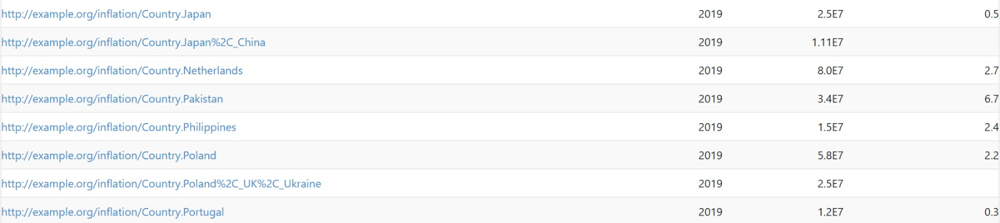 http://example.org/inflation/Country.Japan 2019 2.5E7 0.5
http://example.org/inflation/Country.Japan%2C_China 2019 1.11E7
http://example.org/inflation/Country.Netherlands 2019 8.0E7 2.7
http://example.org/inflation/Country.Pakistan 2019 3.4E7 6.7
http://example.org/inflation/Country.Philippines 2019 1.5E7 2.4
http://example.org/inflation/Country.Poland 2019 5.8E7 2.2
http://example.org/inflation/Country.Poland%2C_UK%2C_Ukraine 2019 2.5E7
http://example.org/inflation/Country.Portugal 2019 1.2E7 0.3